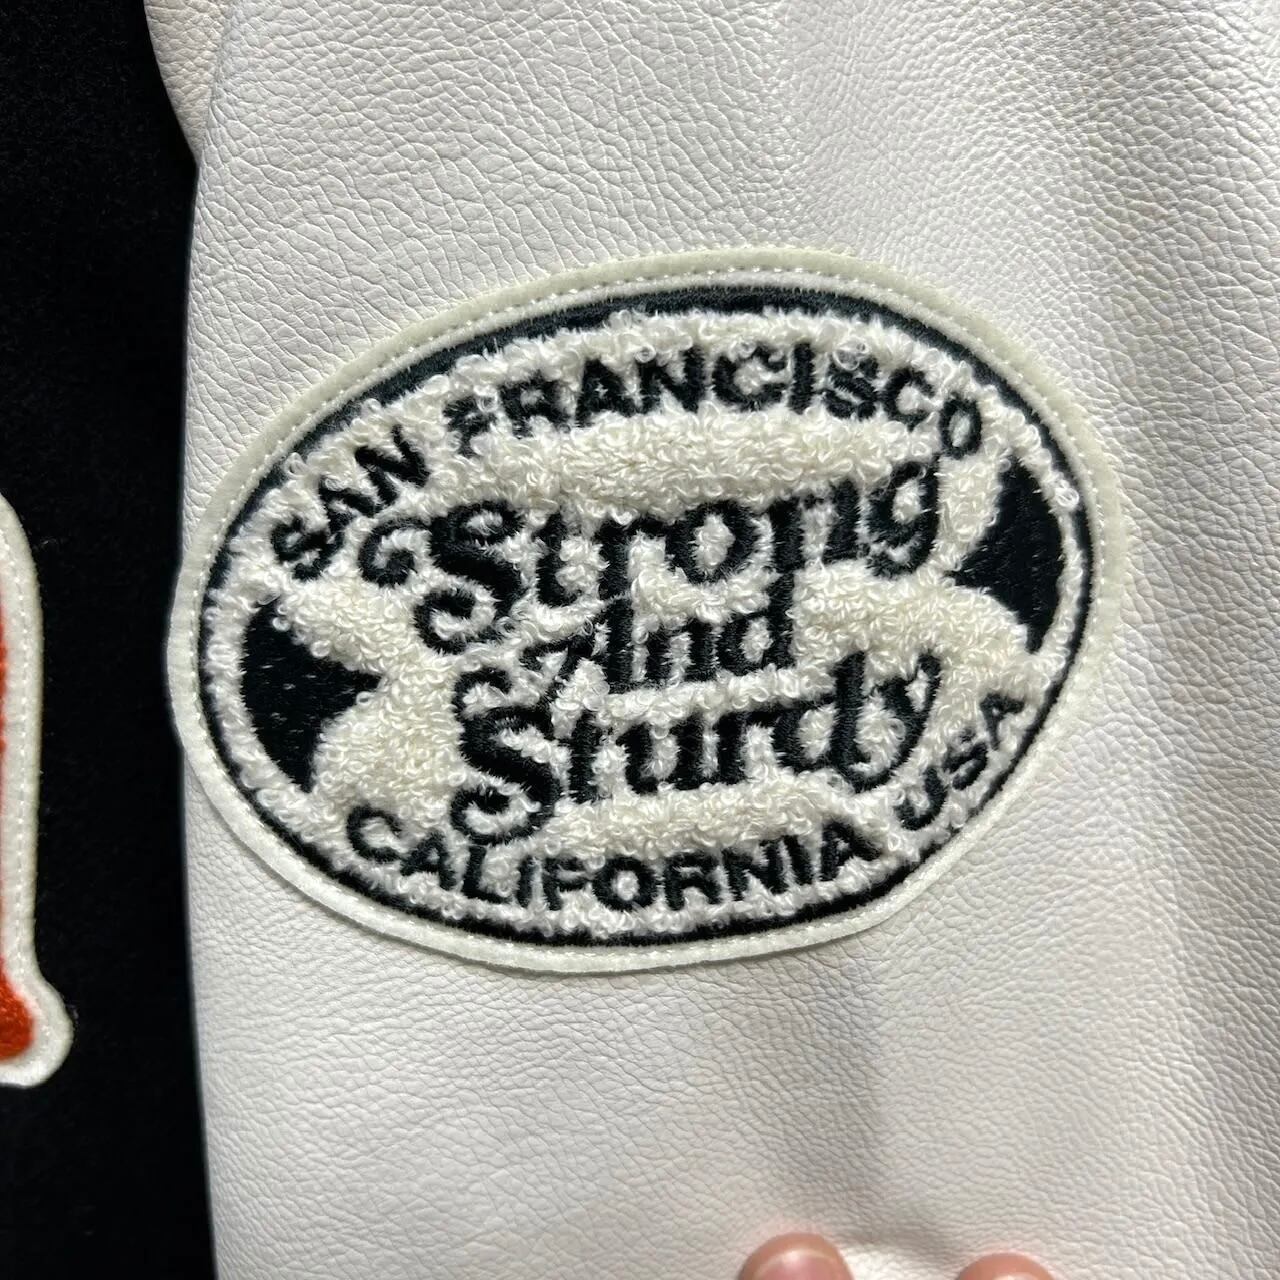 SAN FRANCISCO
Strong
And
Sturdy
CALIFORNIA USA